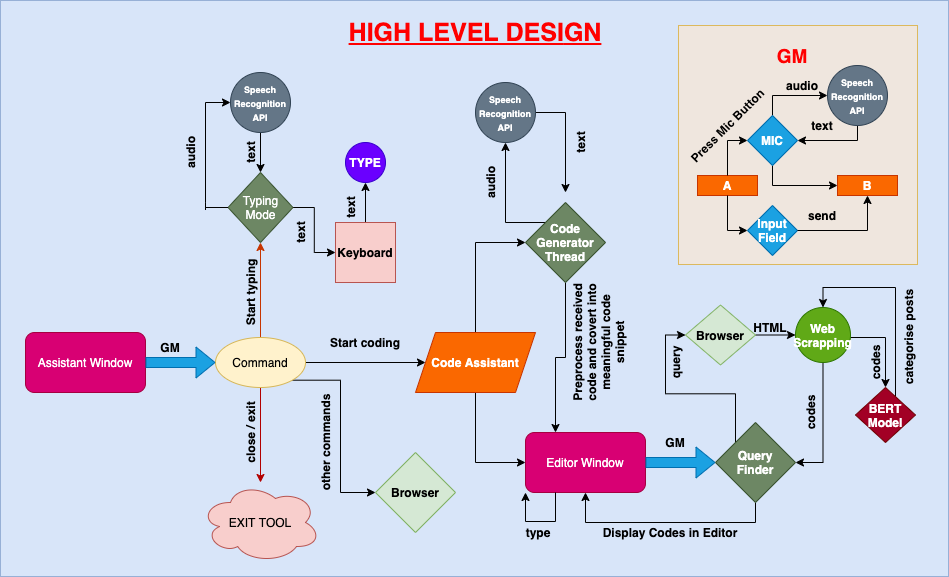 HIGH LEVEL DESIGN
GM
Press Mic Button
audio
Speech
Recognition
API
text
MIC
A
B
Input
Field
send
Speech
Recognition
API
audio
text
Typing
Mode
text
TYPE
text
Keyboard
Start typing
Assistant Window
GM
Command
Start coding
close / exit
EXIT TOOL
other commands
Browser
Code Assistant
Speech
Recognition
API
audio
text
Code
Generator
Thread
Preprocess received
code and covert into
meaningful code
snippet
Editor Window
type
GM
Query
Finder
Display Codes in Editor
query
Browser
HTML
Web
Scrapping
codes
codes
categorise posts
BERT
Model